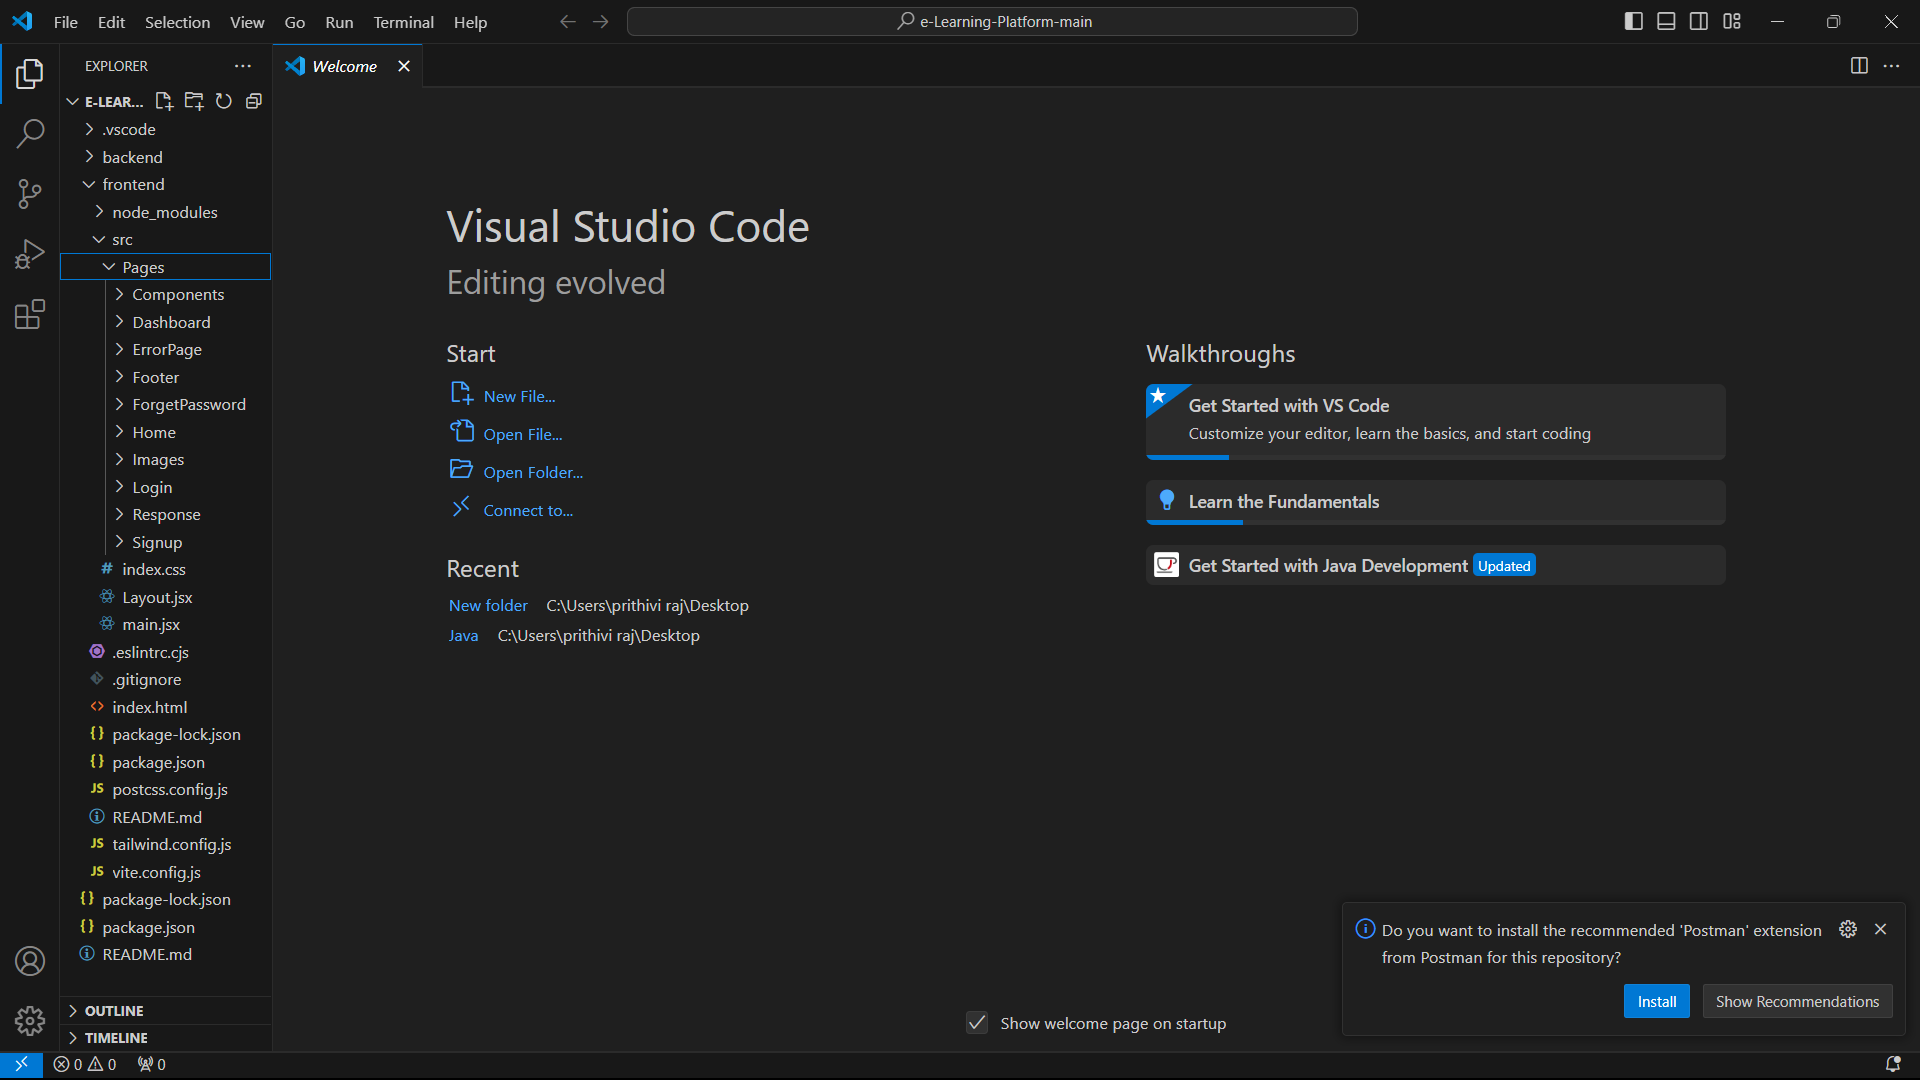 File Edit Selection View Go Run Terminal Help
e-Learning-Platform-main
EXPLORER
Welcome
E-LEAR...
.vscode
backend
frontend
node_modules
src
Pages
Components
Dashboard
ErrorPage
Footer
ForgetPassword
Home
Images
Login
Response
Signup
# index.css
Layout.jsx
main.jsx
.eslintrc.cjs
.gitignore
<> index.html
{} package-lock.json
{} package.json
JS postcss.config.js
README.md
JS tailwind.config.js
JS vite.config.js
{} package-lock.json
{} package.json
README.md
OUTLINE
TIMELINE
Visual Studio Code
Editing evolved
Start
New File...
Open File...
Open Folder...
Connect to...
Recent
New folder C:\Users\prithivi raj\Desktop
Java C:\Users\prithivi raj\Desktop
Walkthroughs
Get Started with VS Code
Customize your editor, learn the basics, and start coding
Learn the Fundamentals
Get Started with Java Development Updated
Show welcome page on startup
Do you want to install the recommended 'Postman' extension
from Postman for this repository?
Install
Show Recommendations
0 0 0